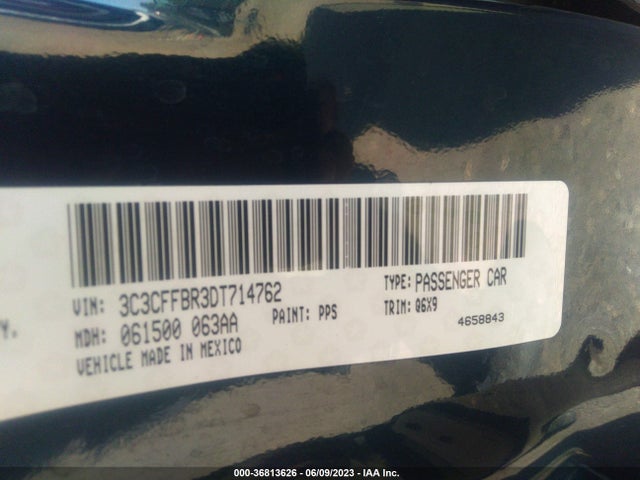 VIN: 3C3CFFBR3DT714762 TYPE: PASSENGER CAR
Y. MDH: 061500 063AA PAINT: PPS TRIM: Q6X9
VEHICLE MADE IN MEXICO 4658843
000-36813626 - 06/09/2023 - IAA Inc.